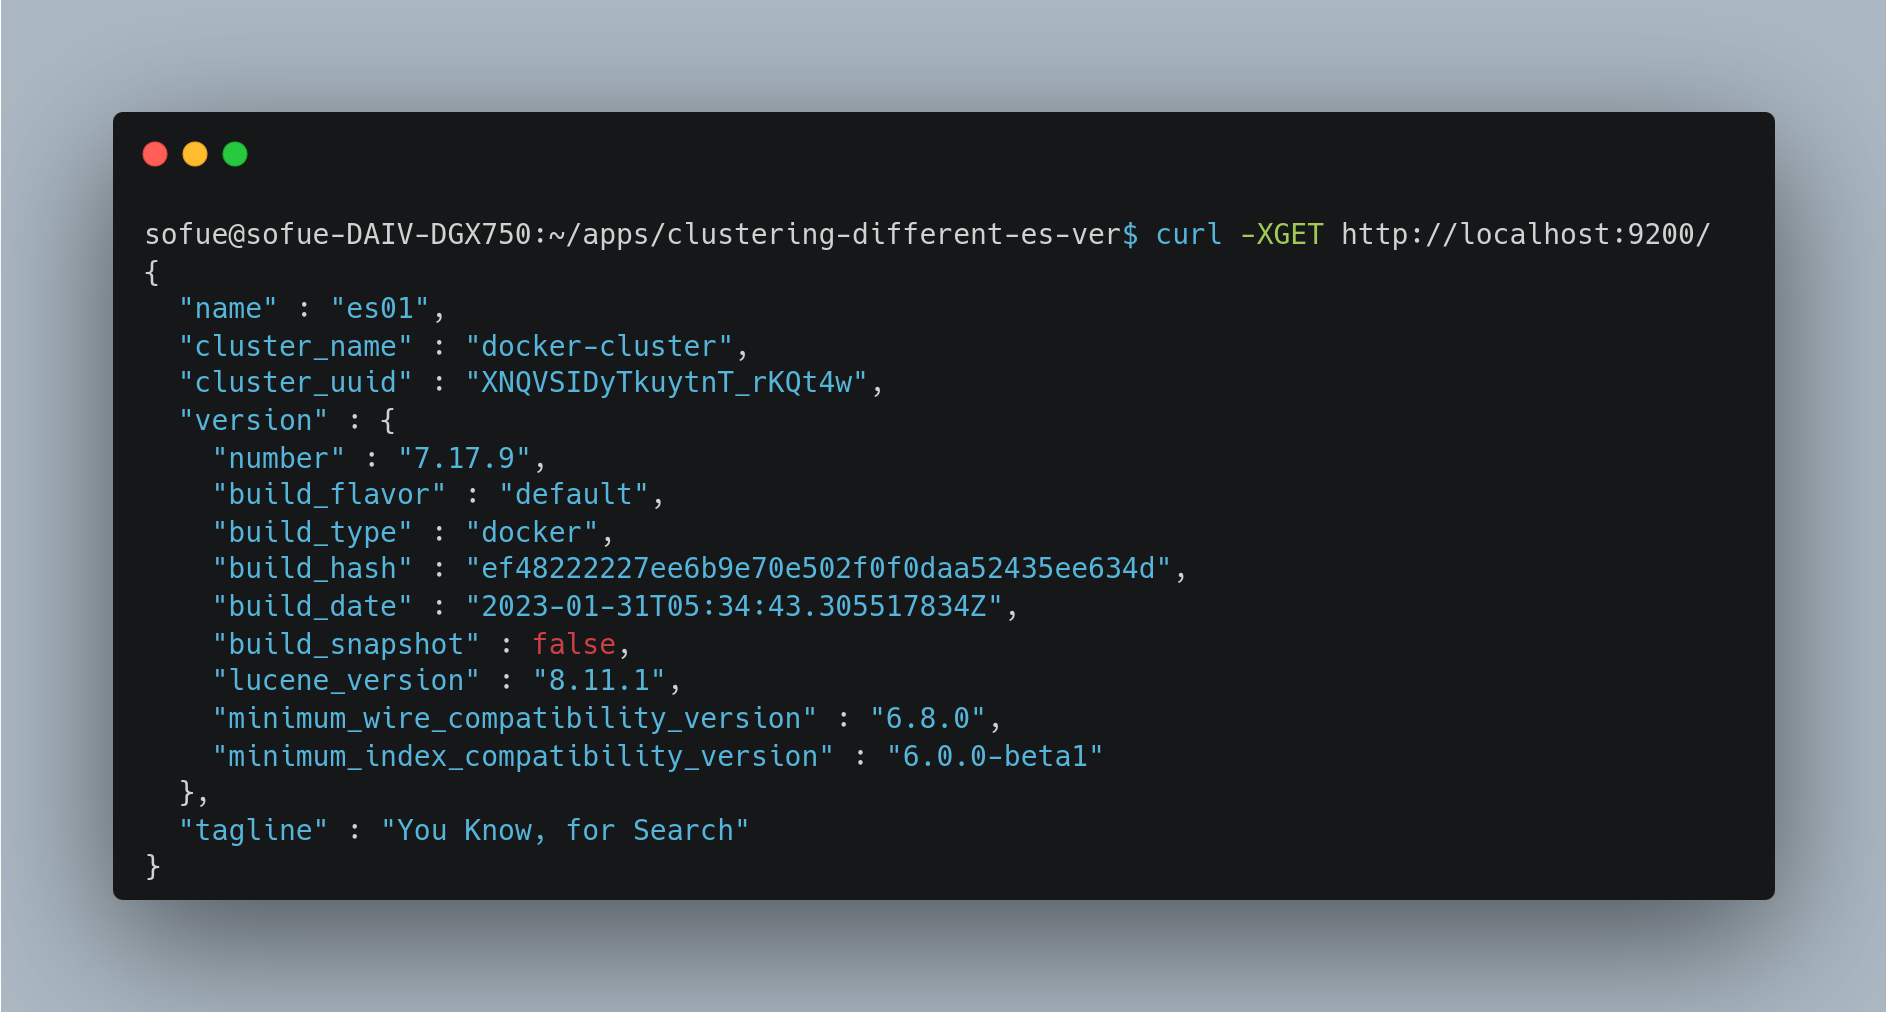 sofue@sofue-DAIV-DGX750:~/apps/clustering-different-es-ver$ curl -XGET http://localhost:9200/
{
  "name" : "es01",
  "cluster_name" : "docker-cluster",
  "cluster_uuid" : "XNQVSIDyTkuytnT_rKQt4w",
  "version" : {
    "number" : "7.17.9",
    "build_flavor" : "default",
    "build_type" : "docker",
    "build_hash" : "ef48222227ee6b9e70e502f0f0daa52435ee634d",
    "build_date" : "2023-01-31T05:34:43.305517834Z",
    "build_snapshot" : false,
    "lucene_version" : "8.11.1",
    "minimum_wire_compatibility_version" : "6.8.0",
    "minimum_index_compatibility_version" : "6.0.0-beta1"
  },
  "tagline" : "You Know, for Search"
}